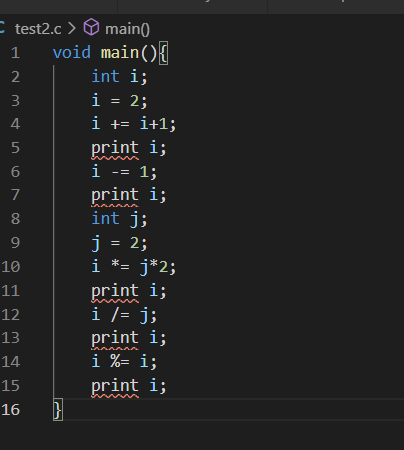 test2.c > main()
1 void main(){
2 int i;
3 i = 2;
4 i += i+1;
5 print i;
6 i -= 1;
7 print i;
8 int j;
9 j = 2;
10 i *= j*2;
11 print i;
12 i /= j;
13 print i;
14 i %= i;
15 print i;
16 }